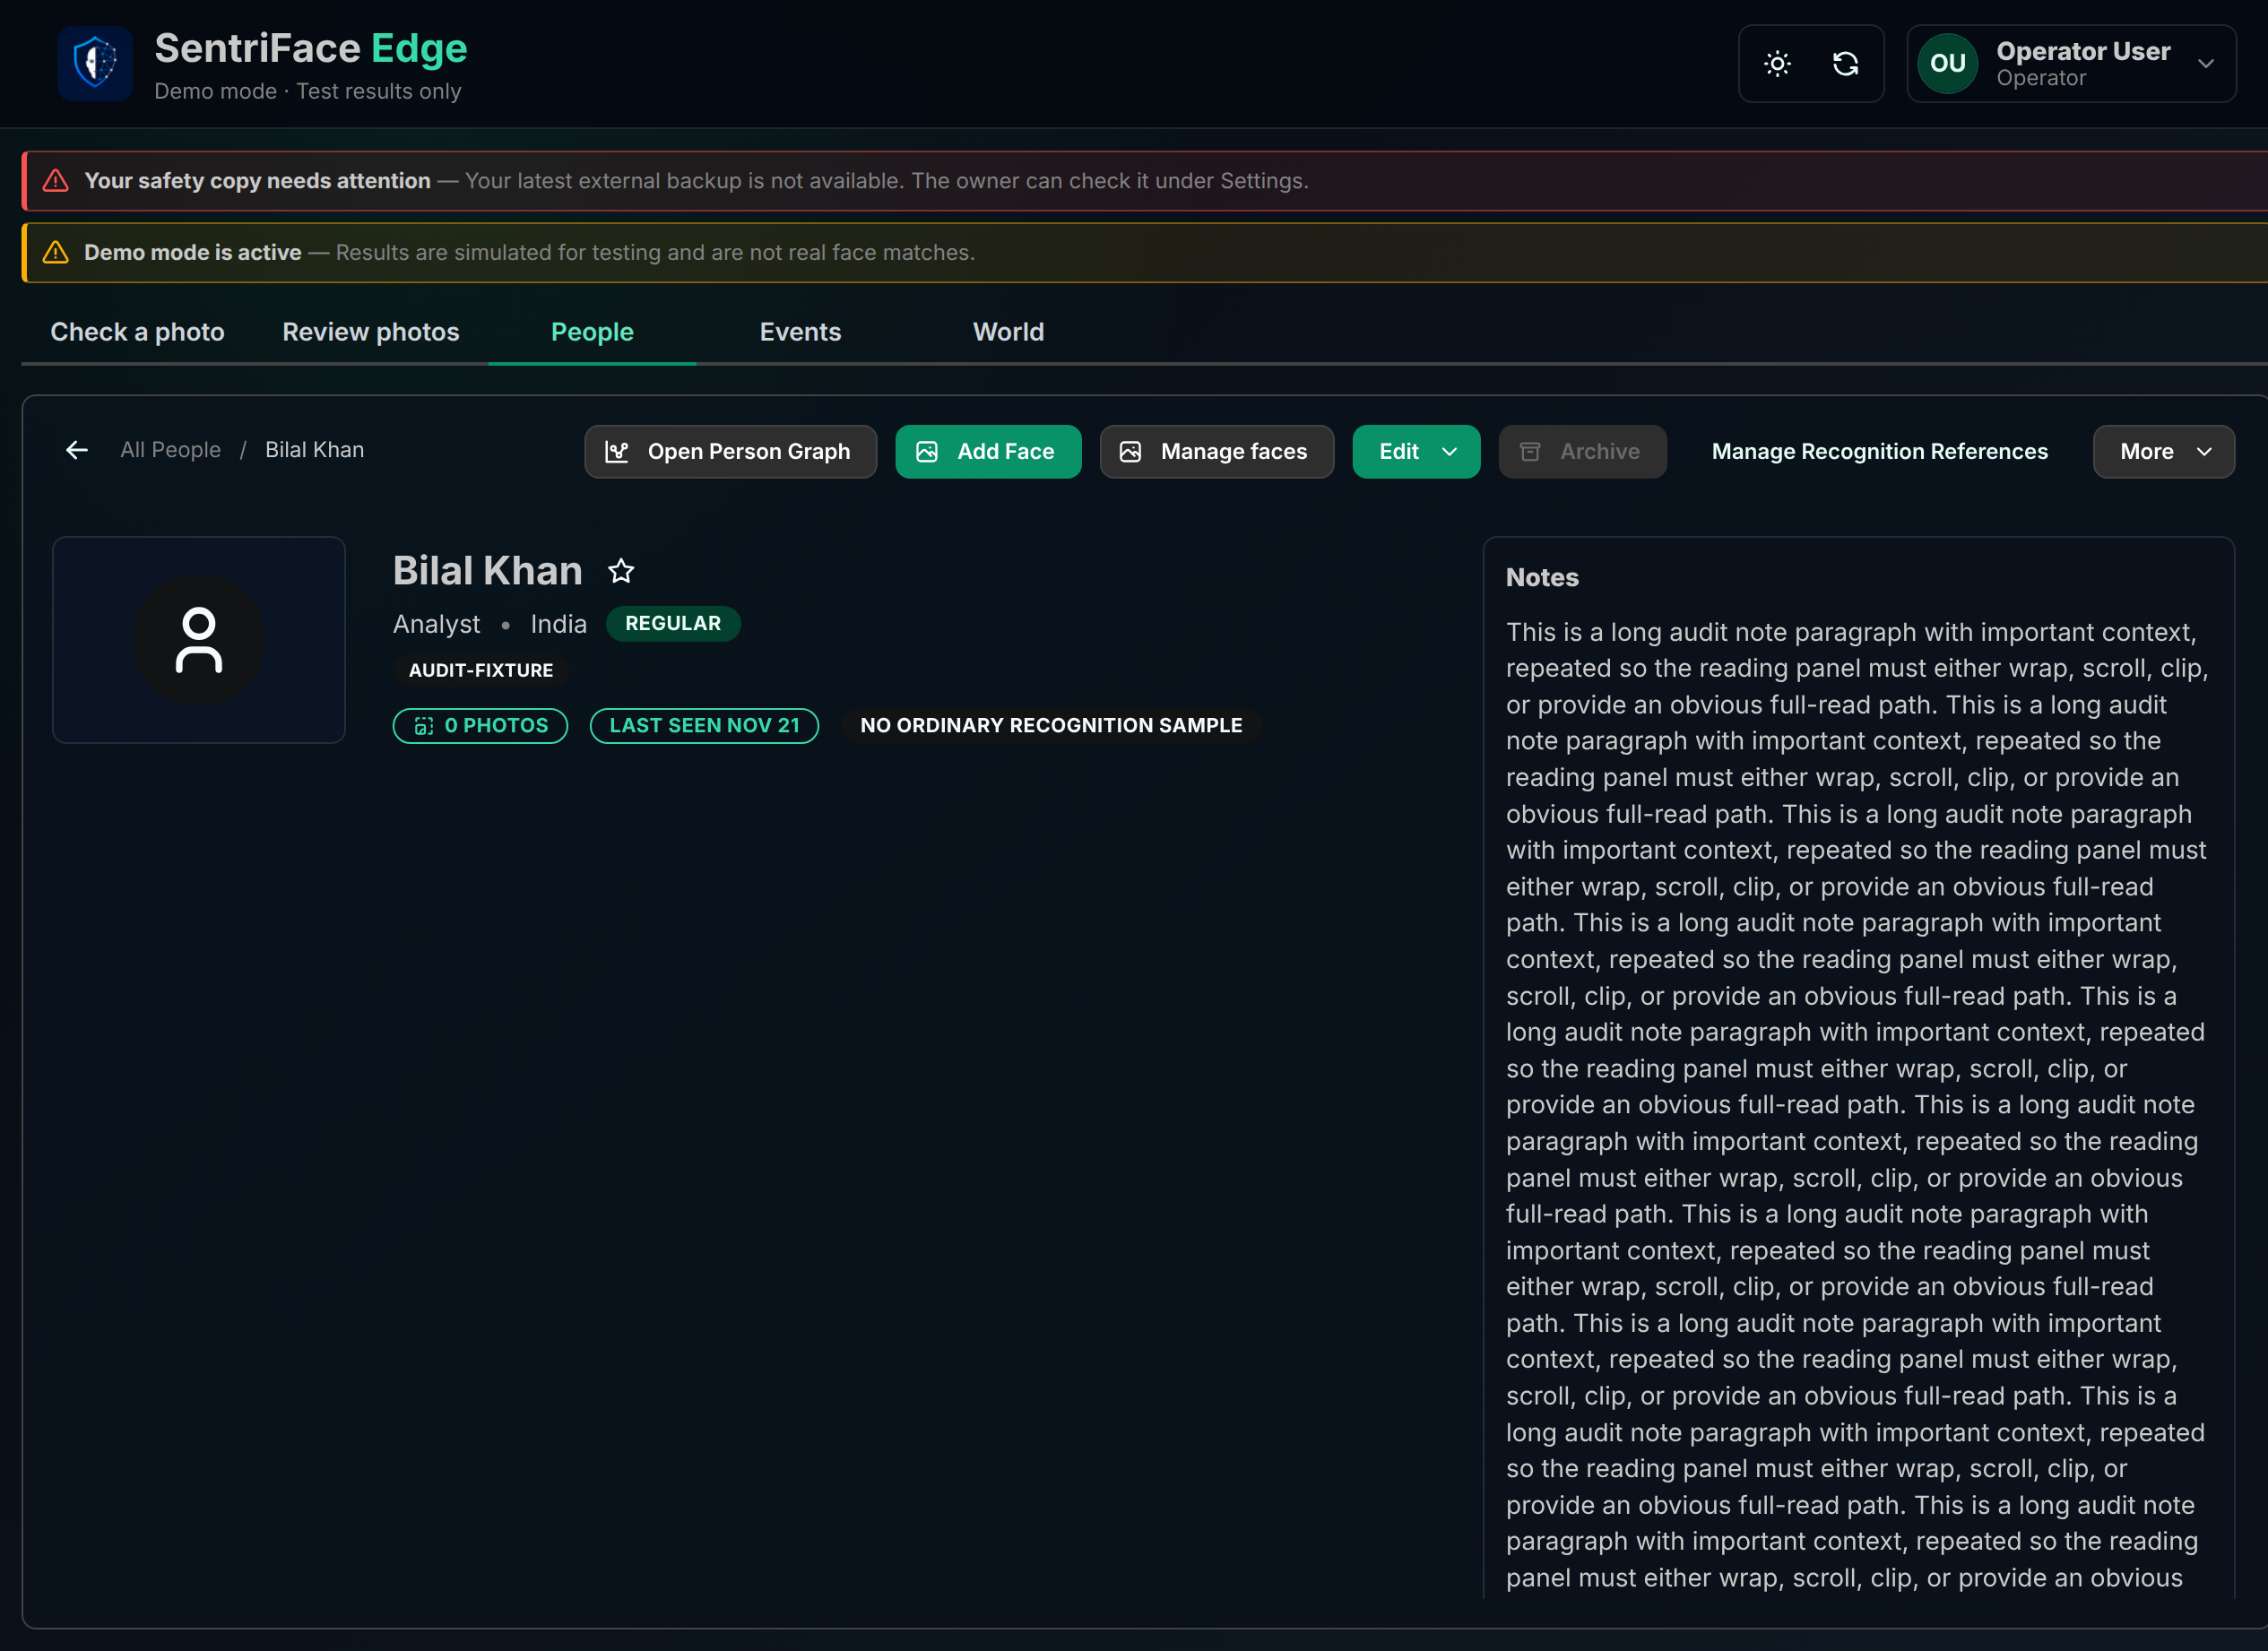 SentriFace Edge
Demo mode · Test results only
OU
Operator User
Operator
Your safety copy needs attention — Your latest external backup is not available. The owner can check it under Settings.
Demo mode is active — Results are simulated for testing and are not real face matches.
Check a photo Review photos People Events World
All People / Bilal Khan
Open Person Graph Add Face Manage faces Edit Archive Manage Recognition References More
Bilal Khan
Analyst • India REGULAR
AUDIT-FIXTURE
0 PHOTOS LAST SEEN NOV 21 NO ORDINARY RECOGNITION SAMPLE
Notes
This is a long audit note paragraph with important context,
repeated so the reading panel must either wrap, scroll, clip,
or provide an obvious full-read path. This is a long audit
note paragraph with important context, repeated so the
reading panel must either wrap, scroll, clip, or provide an
obvious full-read path. This is a long audit note paragraph
with important context, repeated so the reading panel must
either wrap, scroll, clip, or provide an obvious full-read
path. This is a long audit note paragraph with important
context, repeated so the reading panel must either wrap,
scroll, clip, or provide an obvious full-read path. This is a
long audit note paragraph with important context, repeated
so the reading panel must either wrap, scroll, clip, or
provide an obvious full-read path. This is a long audit note
paragraph with important context, repeated so the reading
panel must either wrap, scroll, clip, or provide an obvious
full-read path. This is a long audit note paragraph with
important context, repeated so the reading panel must
either wrap, scroll, clip, or provide an obvious full-read
path. This is a long audit note paragraph with important
context, repeated so the reading panel must either wrap,
scroll, clip, or provide an obvious full-read path. This is a
long audit note paragraph with important context, repeated
so the reading panel must either wrap, scroll, clip, or
provide an obvious full-read path. This is a long audit note
paragraph with important context, repeated so the reading
panel must either wrap, scroll, clip, or provide an obvious